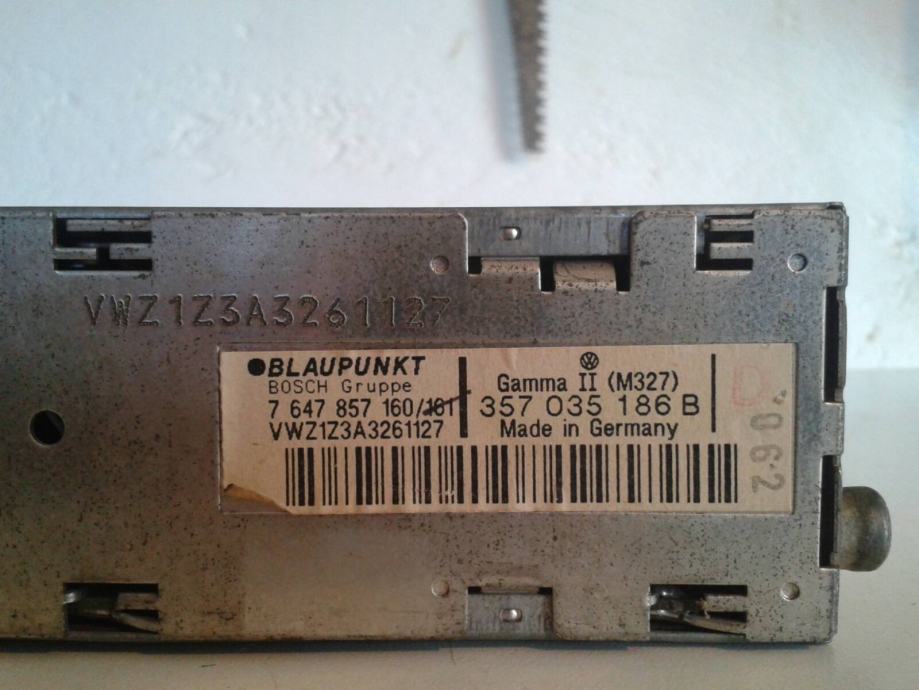 VWZ1Z3A3261127
BLAUPUNKT
BOSCH Gruppe
7 647 857 160/161
VWZ1Z3A3261127
Gamma II (M327)
357 035 186 B
Made in Germany
D
062